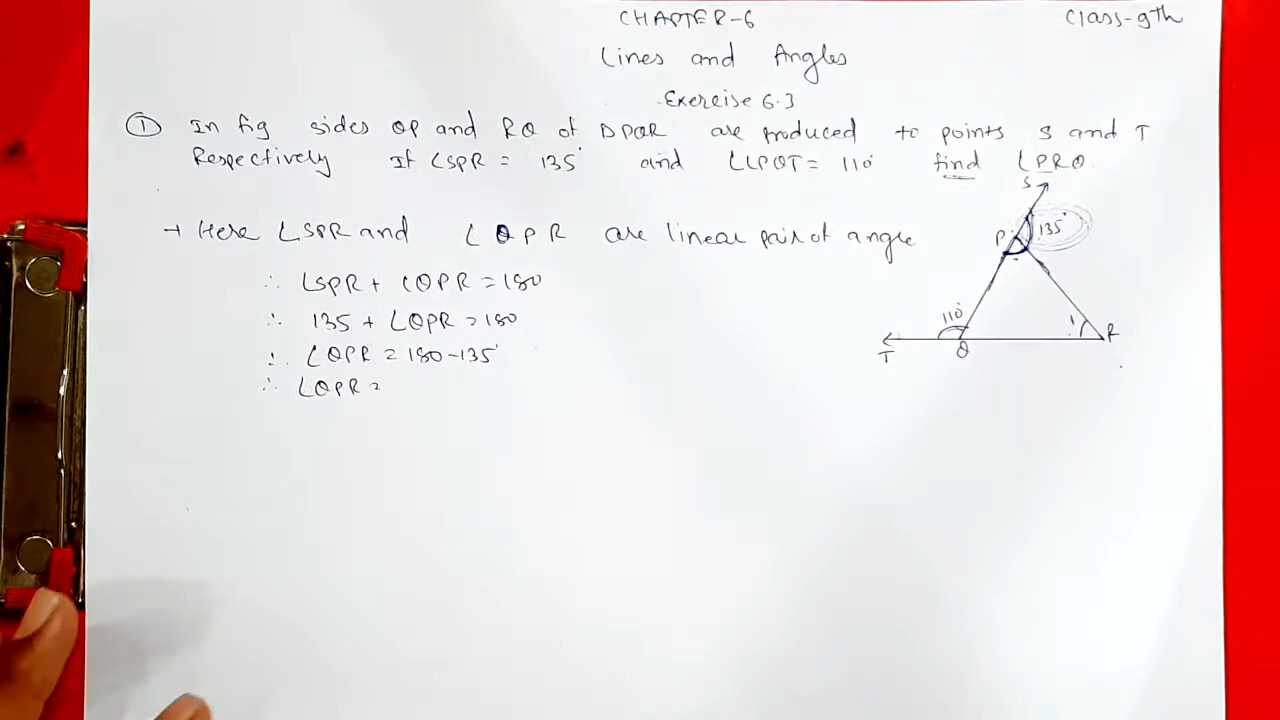 CHAPTER-6 Class-9th
Lines and Angles
Exercise 6.3
① In fig sides QP and RQ of ΔPQR are produced to points S and T
Respectively If ∠SPR = 135° and ∠∠PQT = 110° find ∠PRQ.
→ Here ∠SPR and ∠QPR are linear pair of angle
∴ ∠SPR + ∠QPR = 180
∴ 135 + ∠QPR = 180
∴ ∠QPR = 180 - 135°
∴ ∠QPR =
S
P 135°
110°
T Q R